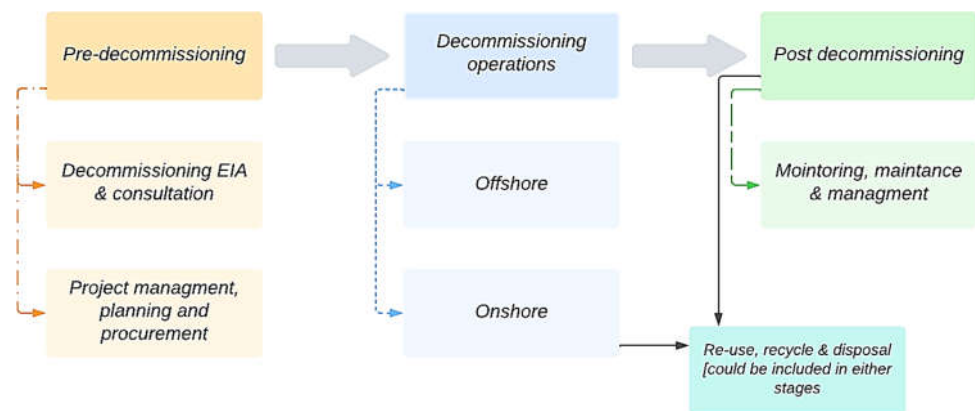 Pre-decommissioning
Decommissioning
operations
Post decommissioning
Decommissioning EIA
& consultation
Offshore
Mointoring, maintance
& managment
Project managment,
planning and
procurement
Onshore
Re-use, recycle & disposal
[could be included in either
stages